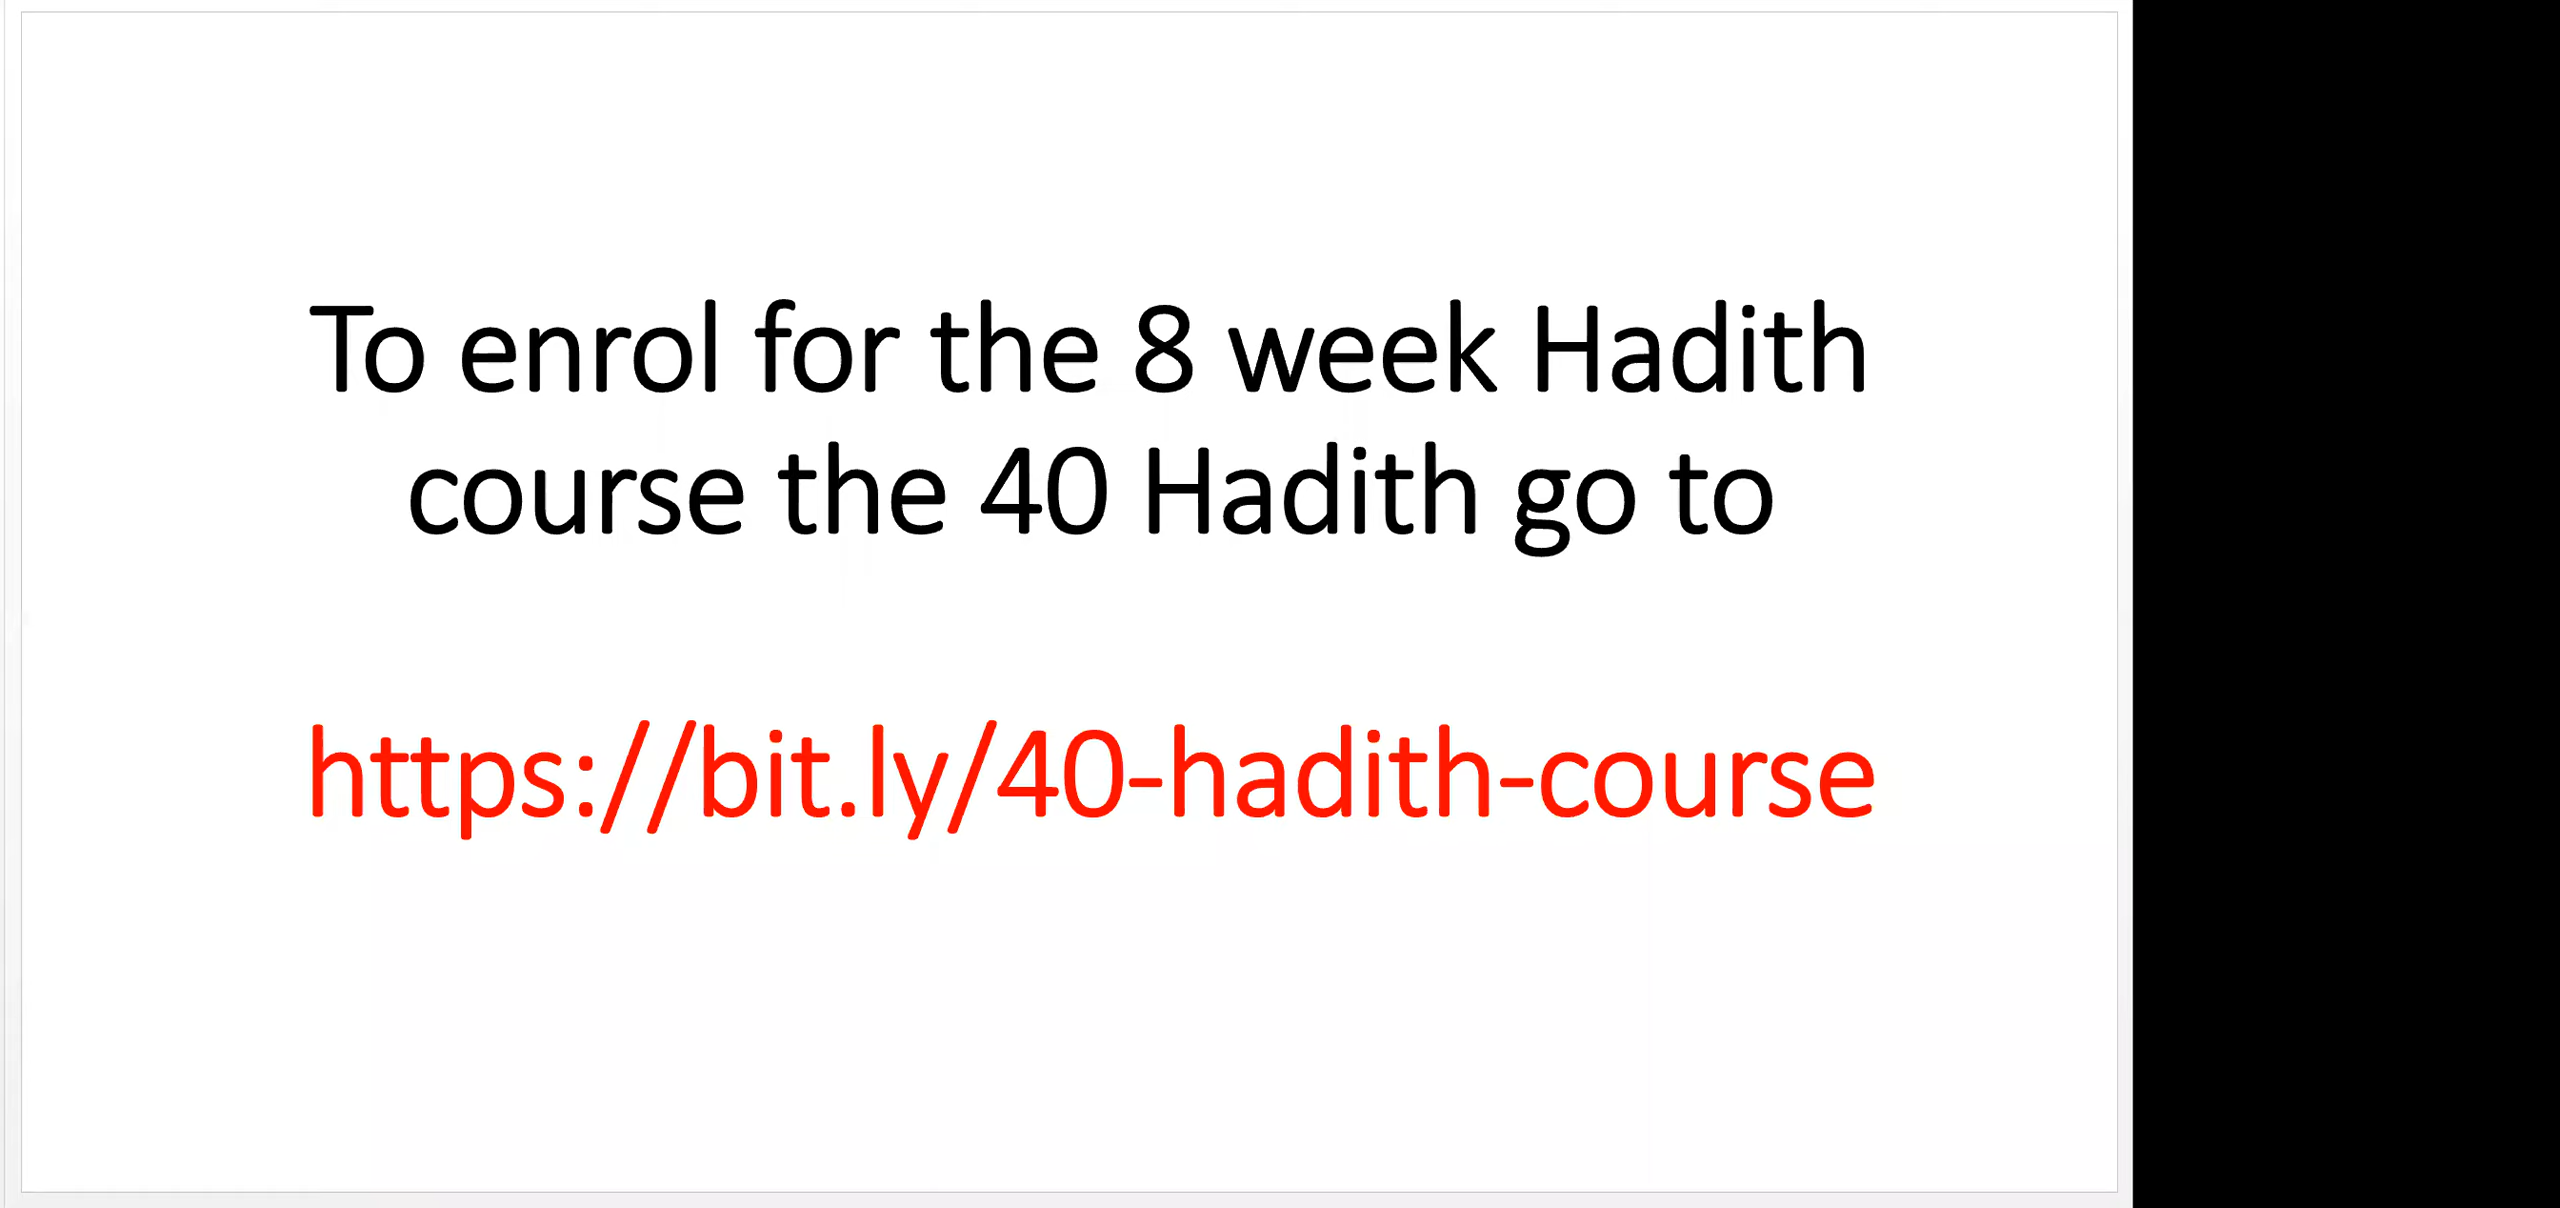 To enrol for the 8 week Hadith
course the 40 Hadith go to
https://bit.ly/40-hadith-course